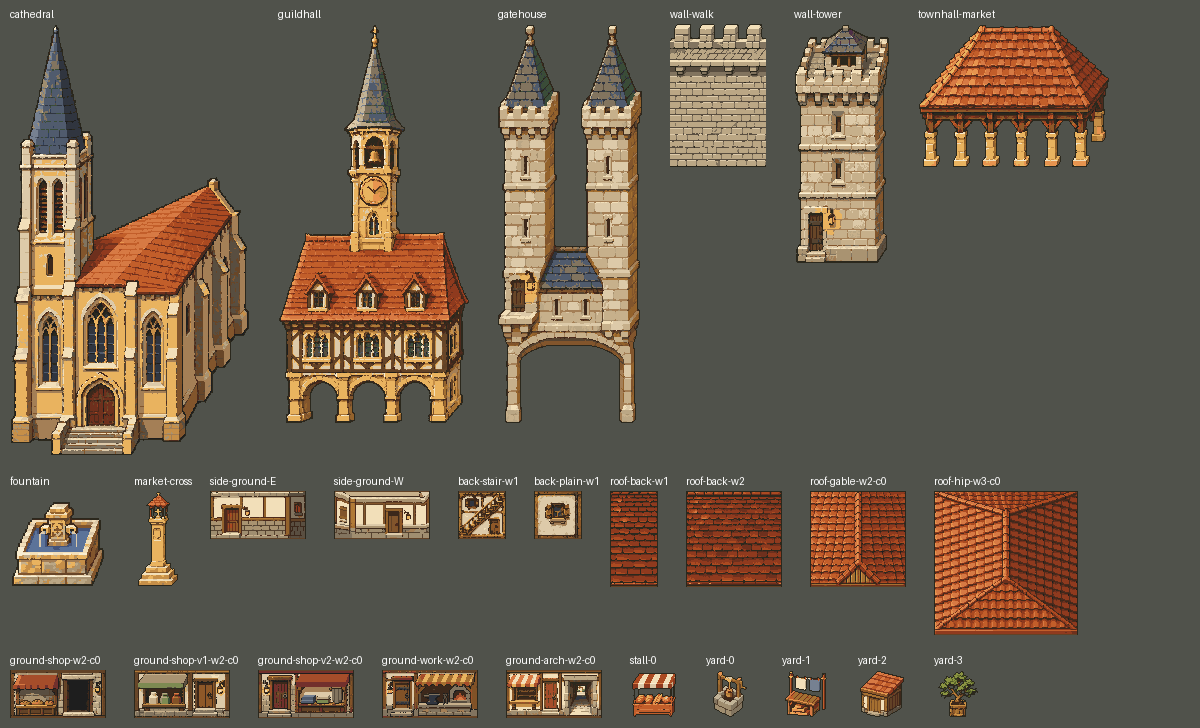 cathedral
guildhall
gatehouse
wall-walk
wall-tower
townhall-market
fountain
market-cross
side-ground-E
side-ground-W
back-stair-w1
back-plain-w1
roof-back-w1
roof-back-w2
roof-gable-w2-c0
roof-hip-w3-c0
ground-shop-w2-c0
ground-shop-v1-w2-c0
ground-shop-v2-w2-c0
ground-work-w2-c0
ground-arch-w2-c0
stall-0
yard-0
yard-1
yard-2
yard-3